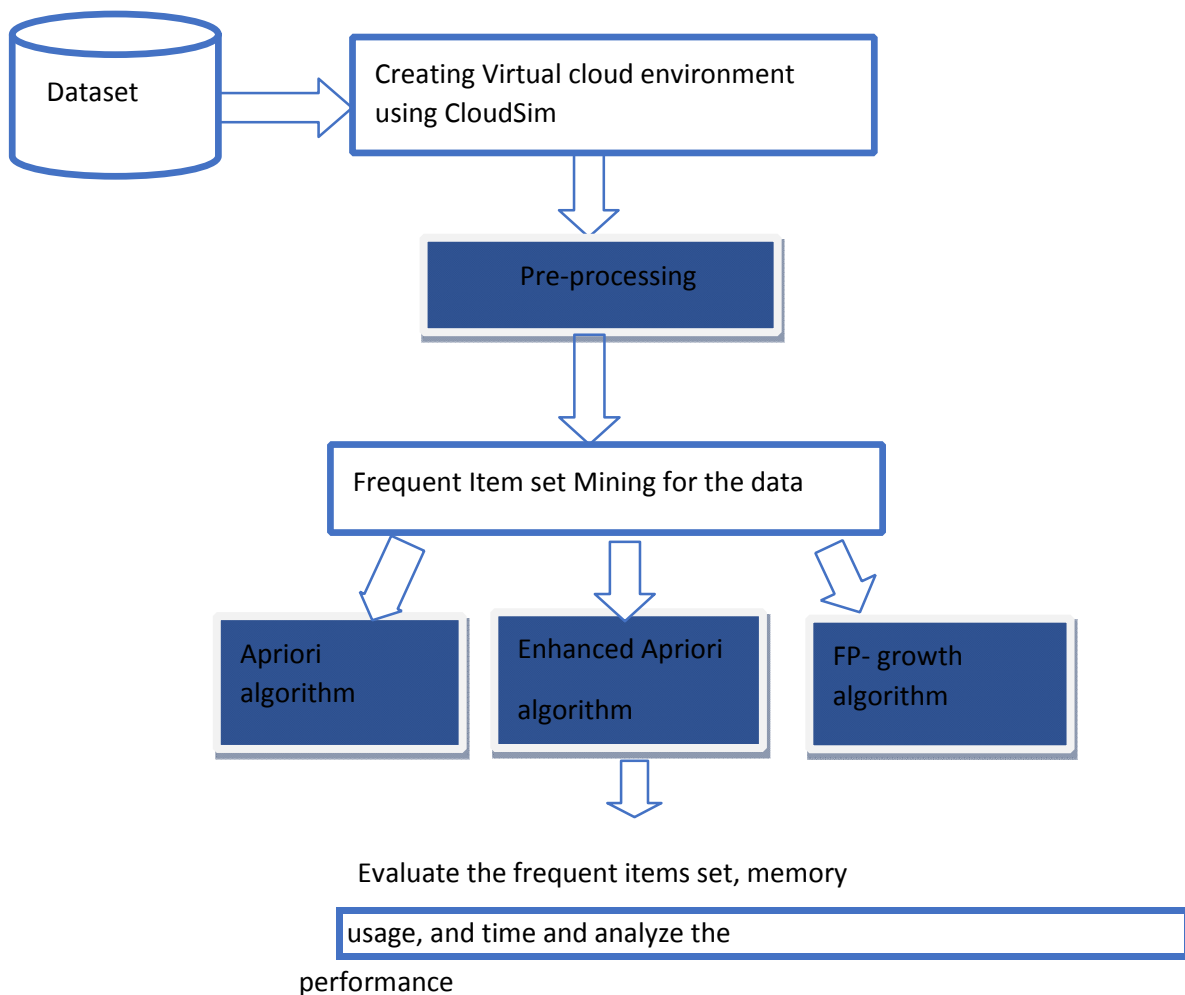 Dataset
Creating Virtual cloud environment
using CloudSim
Pre-processing
Frequent Item set Mining for the data
Apriori
algorithm
Enhanced Apriori
algorithm
FP- growth
algorithm
Evaluate the frequent items set, memory
usage, and time and analyze the
performance